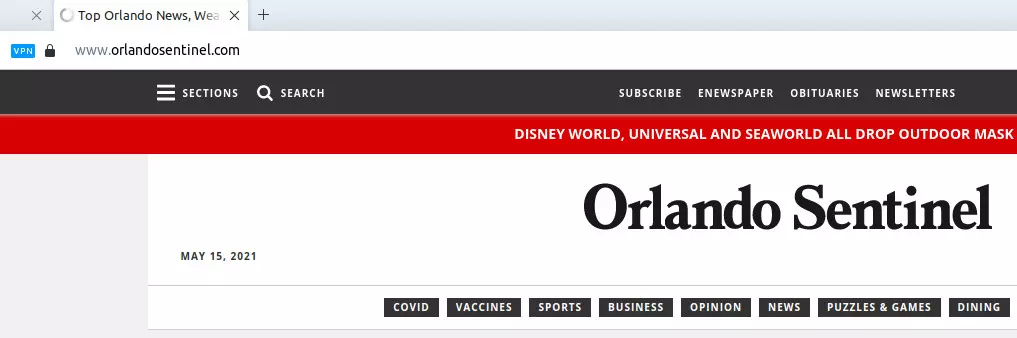 Top Orlando News, Wea
VPN www.orlandosentinel.com
SECTIONS SEARCH SUBSCRIBE ENEWSPAPER OBITUARIES NEWSLETTERS
DISNEY WORLD, UNIVERSAL AND SEAWORLD ALL DROP OUTDOOR MASK
Orlando Sentinel
MAY 15, 2021
COVID VACCINES SPORTS BUSINESS OPINION NEWS PUZZLES & GAMES DINING